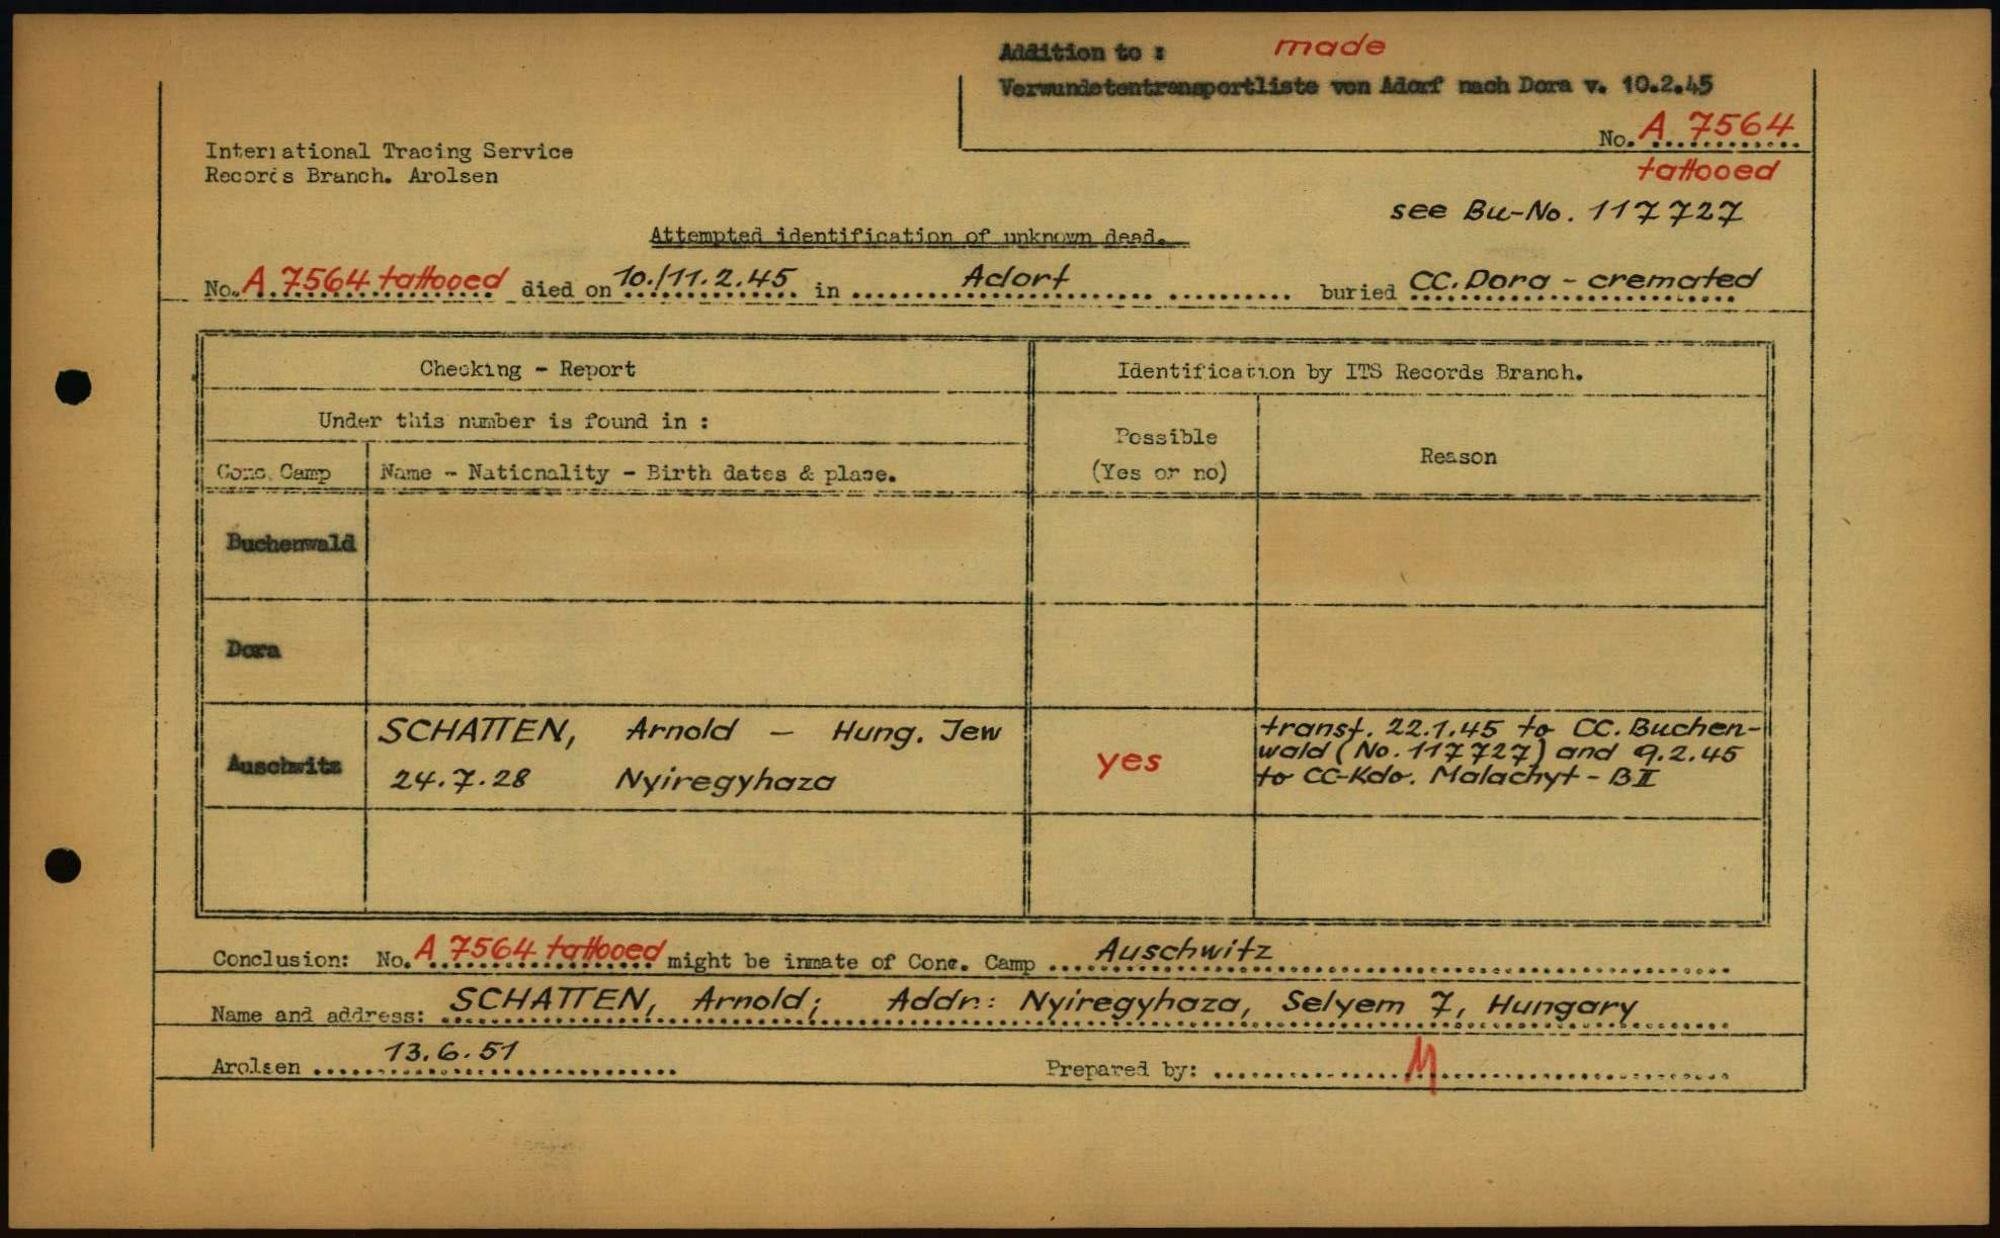 Addition to : made
Verwundetentransportliste von Adorf nach Dora v. 10.2.45
No. A 7564
tattooed
International Tracing Service
Records Branch. Arolsen
see Bu-No. 117727
Attempted identification of unknown dead.
No. A 7564 tattooed died on 10./11.2.45 in Adorf buried CC. Dora - cremated
Checking - Report
Identification by ITS Records Branch.
Under this number is found in :
Possible
(Yes or no)
Reason
Conc. Camp
Name - Nationality - Birth dates & place.
Buchenwald
Dora
Auschwitz
SCHATTEN, Arnold - Hung. Jew
24.7.28 Nyiregyhaza
yes
transf. 22.1.45 to CC. Buchen-
wald (No. 117727) and 9.2.45
to CC-Kdo. Malachyt - B II
Conclusion: No. A 7564 tattooed might be inmate of Conc. Camp Auschwitz
Name and address: SCHATTEN, Arnold; Addr.: Nyiregyhaza, Selyem 7, Hungary
Arolsen 13.6.51
Prepared by: